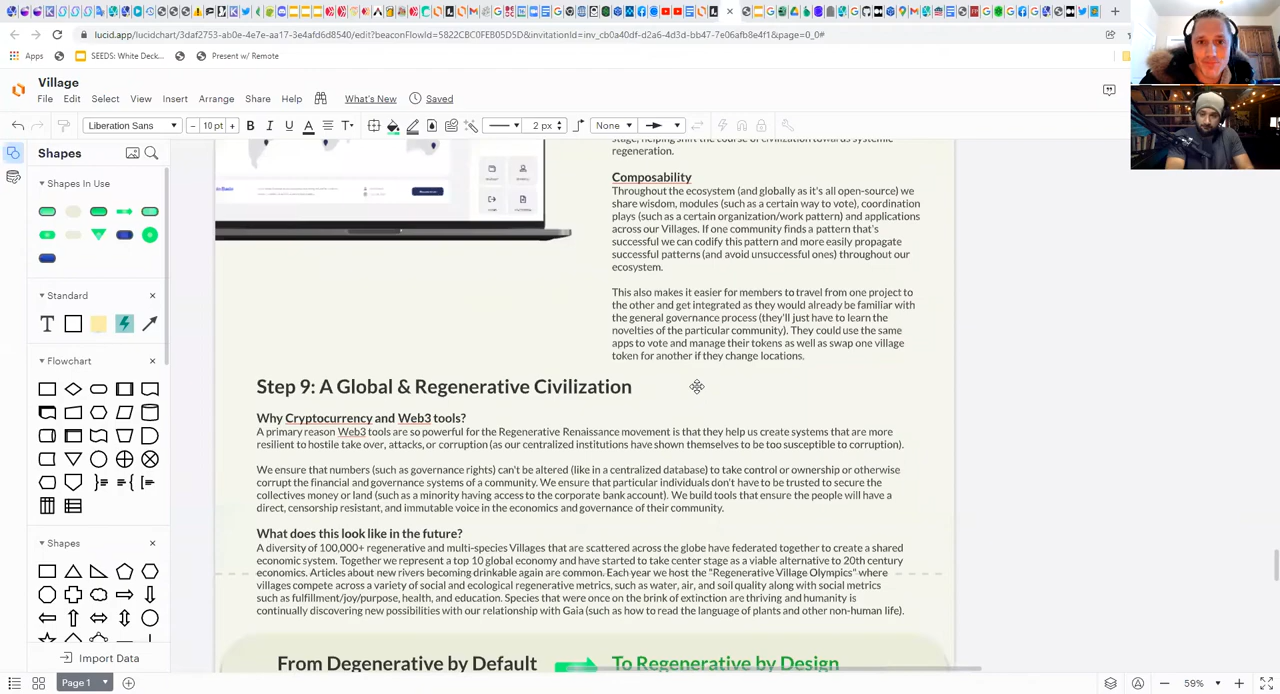 lucid.app/lucidchart/3daf2753-ab0e-4e7e-aa17-3e4afd6d8540/edit?beaconFlowId=5822CBC0FEB05D5D&invitationId=inv_cb0a40df-d2a6-4d3d-bb47-7e06afb8e4f1&page=0_0#
Apps
SEEDS: White Deck...
Present w/ Remote
Village
File Edit Select View Insert Arrange Share Help What's New Saved
Liberation Sans
10 pt
B I U A T
2 px
None
Shapes
Shapes In Use
Standard
T
Flowchart
Shapes
Import Data
Page 1
59%
stage, helping shift the course of civilization towards systemic
regeneration.
Composability
Throughout the ecosystem (and globally as it's all open-source) we
share wisdom, modules (such as a certain way to vote), coordination
plays (such as a certain organization/work pattern) and applications
across our Villages. If one community finds a pattern that's
successful we can codify this pattern and more easily propagate
successful patterns (and avoid unsuccessful ones) throughout our
ecosystem.
This also makes it easier for members to travel from one project to
the other and get integrated as they would already be familiar with
the general governance process (they'll just have to learn the
novelties of the particular community). They could use the same
apps to vote and manage their tokens as well as swap one village
token for another if they change locations.
Step 9: A Global & Regenerative Civilization
Why Cryptocurrency and Web3 tools?
A primary reason Web3 tools are so powerful for the Regenerative Renaissance movement is that they help us create systems that are more
resilient to hostile take over, attacks, or corruption (as our centralized institutions have shown themselves to be too susceptible to corruption).
We ensure that numbers (such as governance rights) can't be altered (like in a centralized database) to take control or ownership or otherwise
corrupt the financial and governance systems of a community. We ensure that particular individuals don't have to be trusted to secure the
collectives money or land (such as a minority having access to the corporate bank account). We build tools that ensure the people will have a
direct, censorship resistant, and immutable voice in the economics and governance of their community.
What does this look like in the future?
A diversity of 100,000+ regenerative and multi-species Villages that are scattered across the globe have federated together to create a shared
economic system. Together we represent a top 10 global economy and have started to take center stage as a viable alternative to 20th century
economics. Articles about new rivers becoming drinkable again are common. Each year we host the "Regenerative Village Olympics" where
villages compete across a variety of social and ecological regenerative metrics, such as water, air, and soil quality along with social metrics
such as fulfillment/joy/purpose, health, and education. Species that were once on the brink of extinction are thriving and humanity is
continually discovering new possibilities with our relationship with Gaia (such as how to read the language of plants and other non-human life).
From Degenerative by Default
To Regenerative by Design